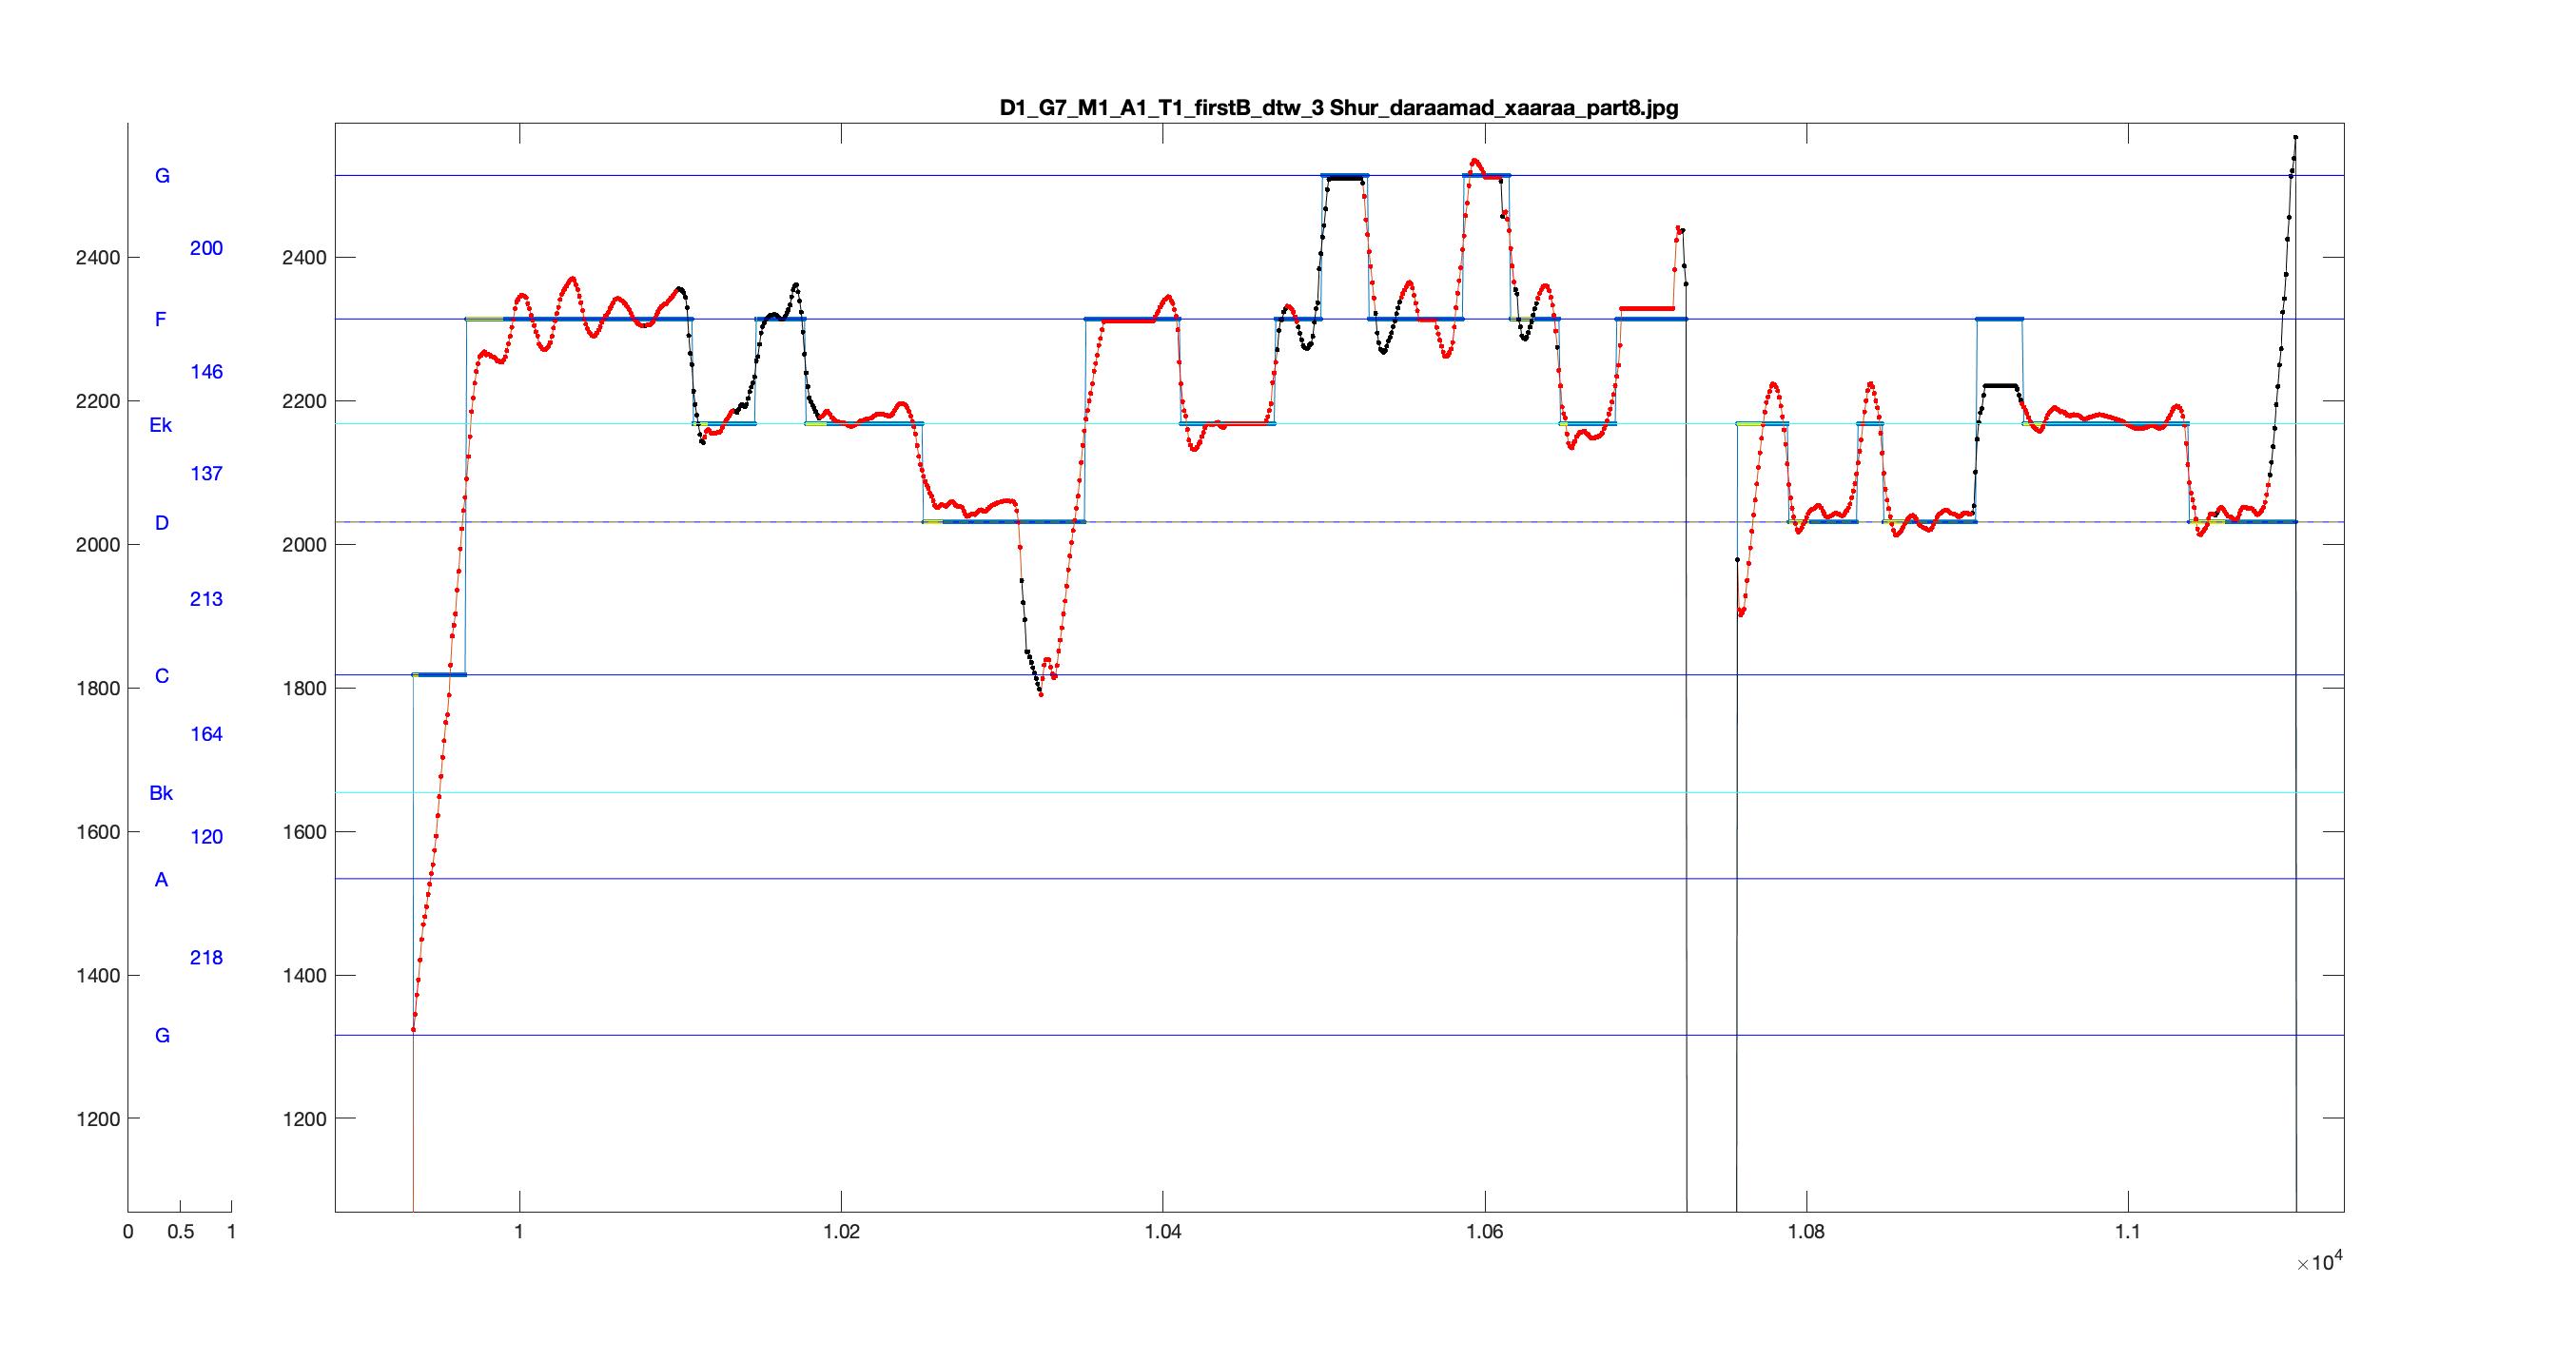 D1_G7_M1_A1_T1_firstB_dtw_3 Shur_daraamad_xaaraa_part8.jpg
G
200
2400 2400
F
146
2200 2200
Ek
137
D
2000 2000
213
C
1800 1800
164
Bk
1600 120 1600
A
218
1400 1400
G
1200 1200
0 0.5 1 1 1.02 1.04 1.06 1.08 1.1
×10^4